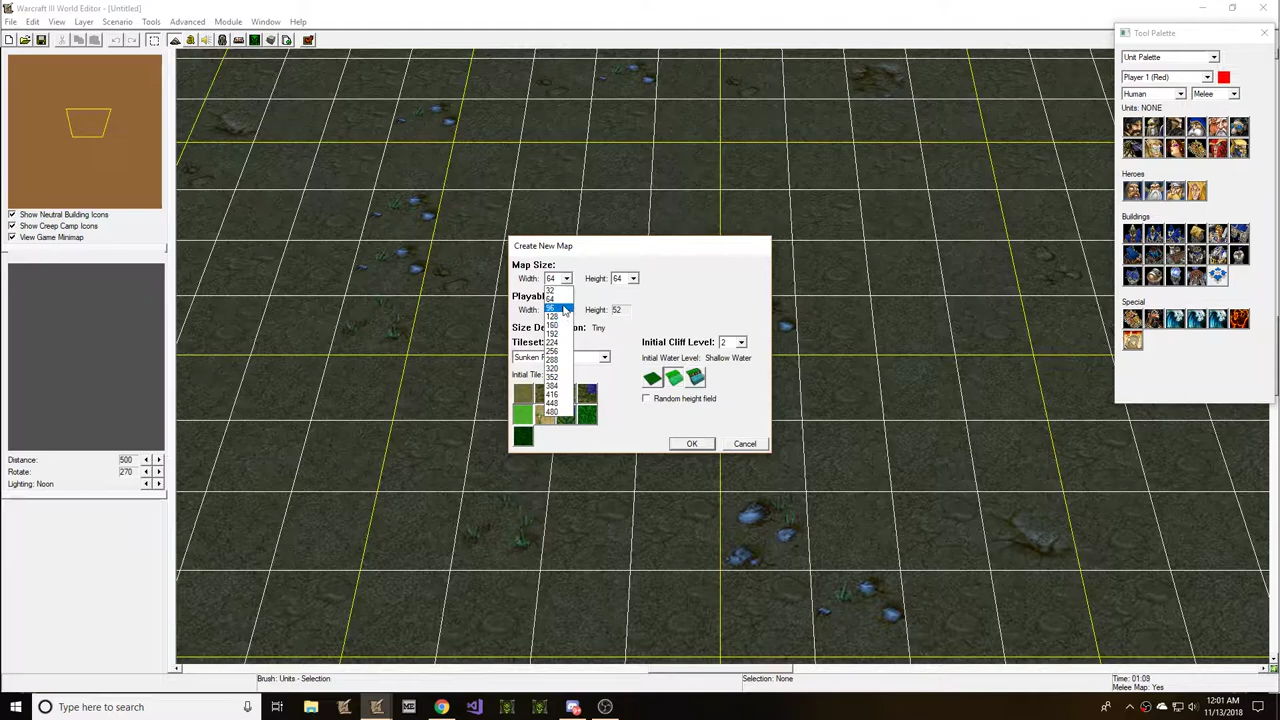 Warcraft III World Editor - [Untitled]
File Edit View Layer Scenario Tools Advanced Module Window Help
Tool Palette
Unit Palette
Player 1 (Red)
Human Melee
Units: NONE
Heroes
Buildings
Special
Show Neutral Building Icons
Show Creep Camp Icons
View Game Minimap
Distance: 500
Rotate: 270
Lighting: Noon
Create New Map
Map Size:
Width: 64 Height: 64
32
64
96
128
160
192
224
256
288
320
352
384
416
448
480
Width: Height: 52
Tiny
Tileset:
Initial Tile:
Initial Cliff Level: 2
Initial Water Level: Shallow Water
Random height field
OK Cancel
Brush: Units - Selection
Selection: None
Time: 01:09
Melee Map: Yes
Type here to search
12:01 AM
11/13/2018